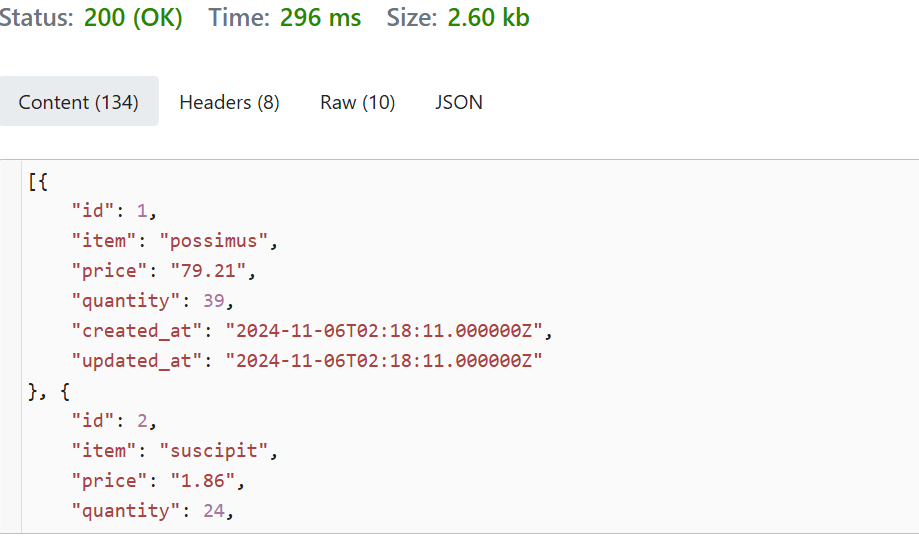 Status: 200 (OK) Time: 296 ms Size: 2.60 kb
Content (134) Headers (8) Raw (10) JSON
[{
    "id": 1,
    "item": "possimus",
    "price": "79.21",
    "quantity": 39,
    "created_at": "2024-11-06T02:18:11.000000Z",
    "updated_at": "2024-11-06T02:18:11.000000Z"
}, {
    "id": 2,
    "item": "suscipit",
    "price": "1.86",
    "quantity": 24,